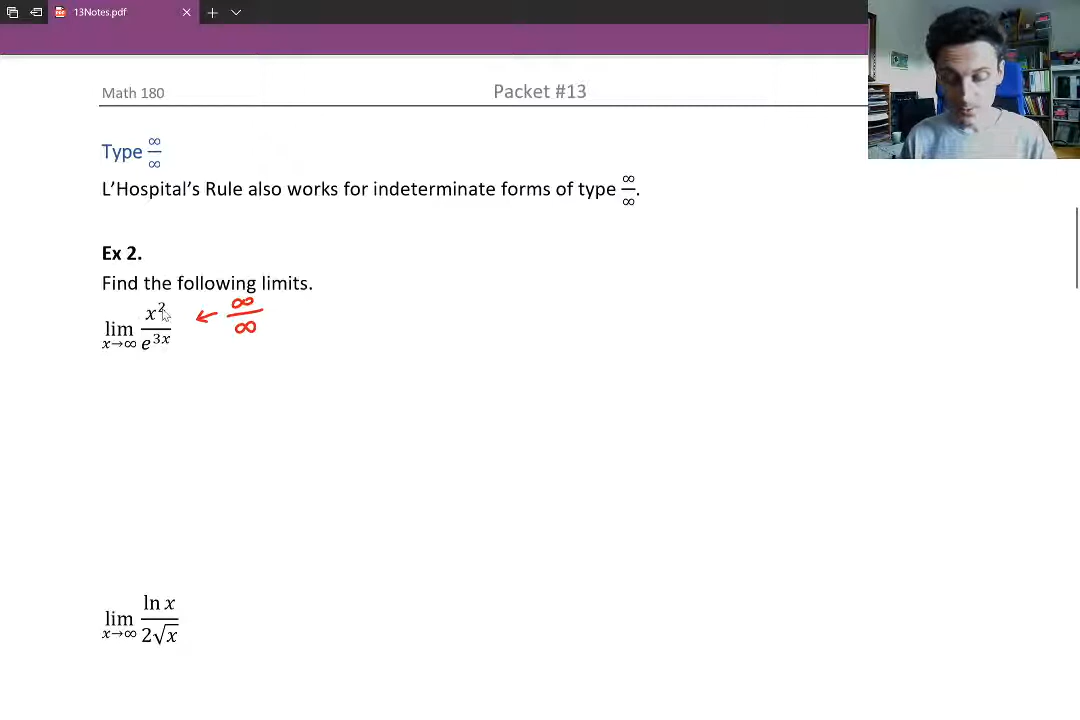 13Notes.pdf
Math 180
Packet #13
Type ∞/∞
L’Hospital’s Rule also works for indeterminate forms of type ∞/∞.
Ex 2.
Find the following limits.
lim x→∞ x²/e³ˣ ← ∞/∞
lim x→∞ ln x/2√x